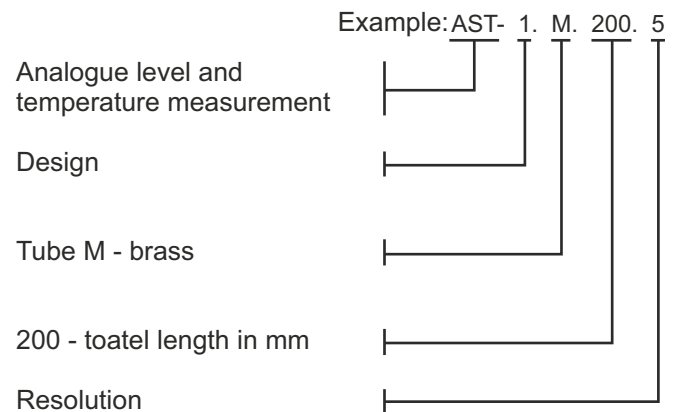 Example: AST- 1. M. 200. 5
Analogue level and
temperature measurement
Design
Tube M - brass
200 - toatel length in mm
Resolution